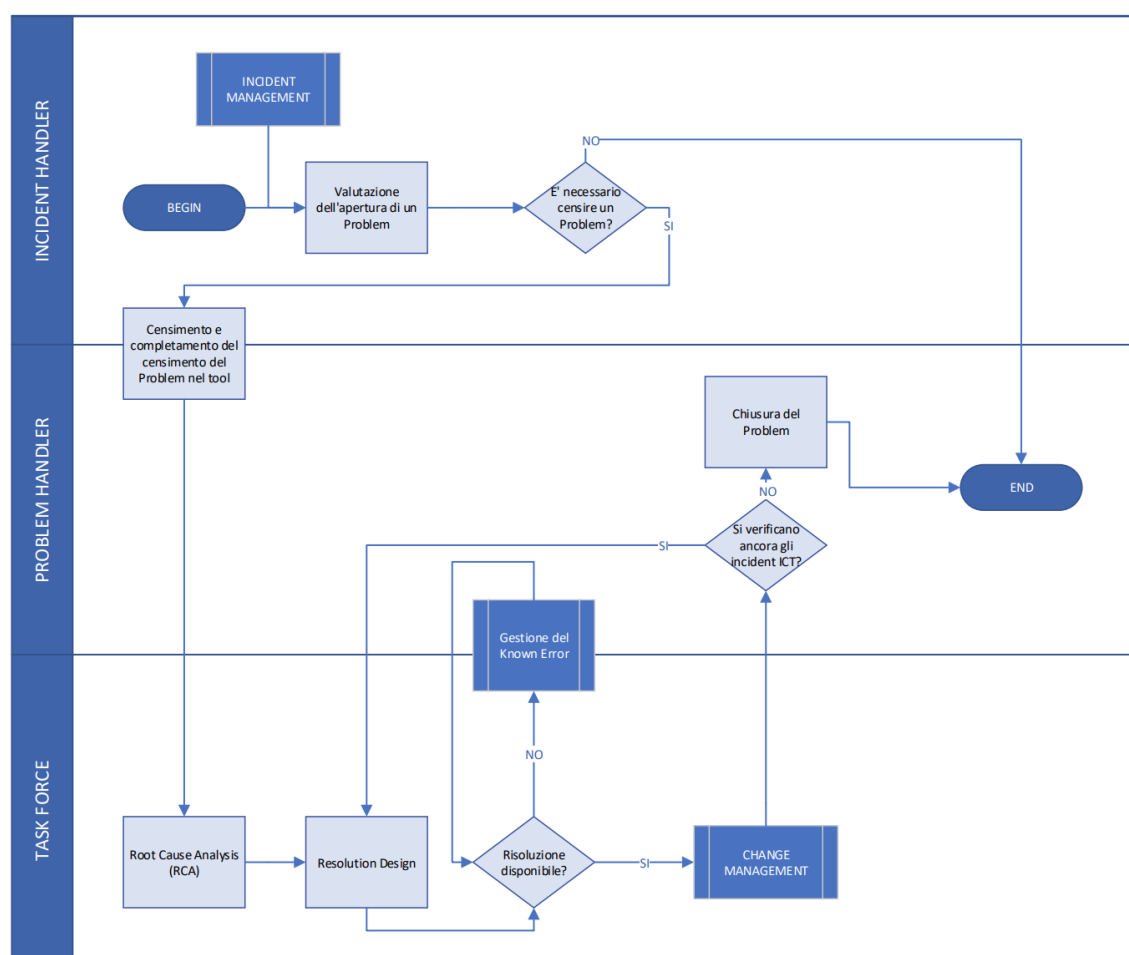 INCIDENT HANDLER
INCIDENT
MANAGEMENT
BEGIN
Valutazione
dell'apertura di un
Problem
E' necessario
censire un
Problem?
NO
SI
Censimento e
completamento del
censimento del
Problem nel tool
PROBLEM HANDLER
Chiusura del
Problem
END
NO
Si verificano
ancora gli
incident ICT?
SI
Gestione del
Known Error
TASK FORCE
NO
Root Cause Analysis
(RCA)
Resolution Design
Risoluzione
disponibile?
SI
CHANGE
MANAGEMENT